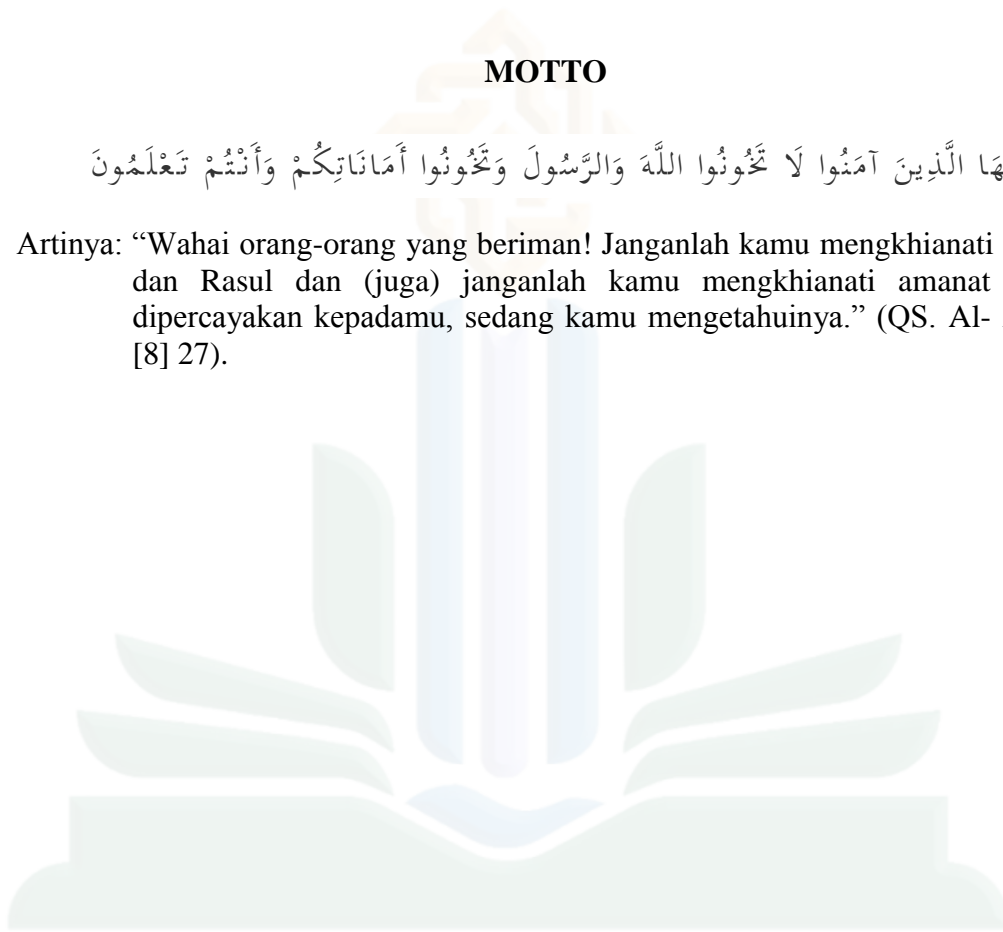 MOTTO
هَا الَّذِينَ آمَنُوا لَا تَخُونُوا اللَّهَ وَالرَّسُولَ وَتَخُونُوا أَمَانَاتِكُمْ وَأَنْتُمْ تَعْلَمُونَ
Artinya: “Wahai orang-orang yang beriman! Janganlah kamu mengkhianati
dan Rasul dan (juga) janganlah kamu mengkhianati amanat
dipercayakan kepadamu, sedang kamu mengetahuinya.” (QS. Al-
[8] 27).